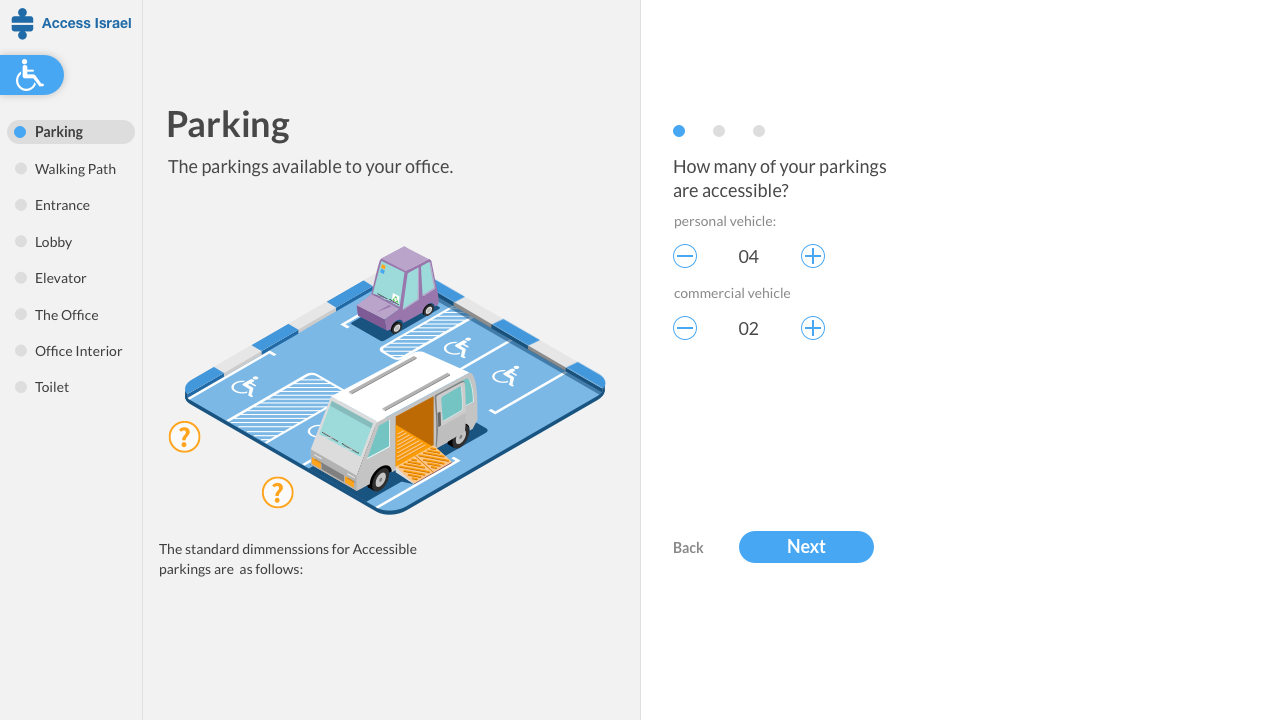 Access Israel
Parking
Walking Path
Entrance
Lobby
Elevator
The Office
Office Interior
Toilet
Parking
The parkings available to your office.
?
?
The standard dimmenssions for Accessible
parkings are  as follows:
How many of your parkings
are accessible?
personal vehicle:
04
commercial vehicle
02
Back
Next